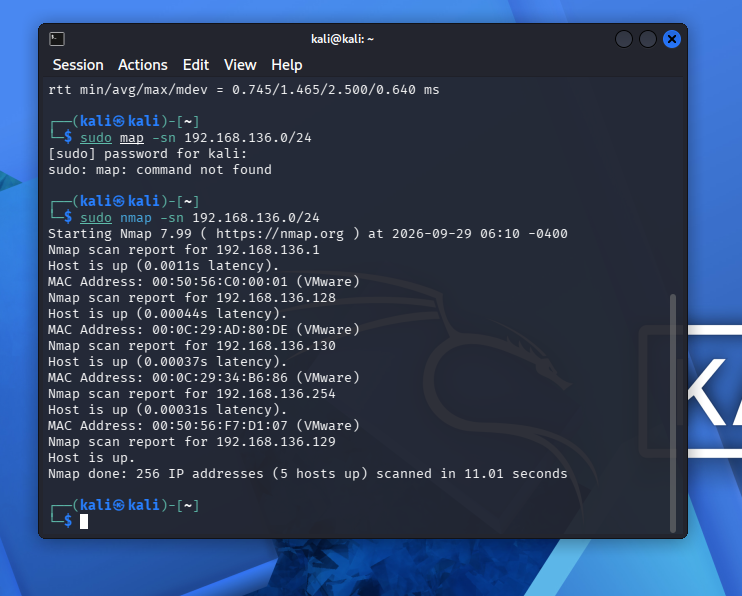 kali@kali: ~
Session Actions Edit View Help
rtt min/avg/max/mdev = 0.745/1.465/2.500/0.640 ms
┌──(kali㉿kali)-[~]
└─$ sudo map -sn 192.168.136.0/24
[sudo] password for kali:
sudo: map: command not found
┌──(kali㉿kali)-[~]
└─$ sudo nmap -sn 192.168.136.0/24
Starting Nmap 7.99 ( https://nmap.org ) at 2026-09-29 06:10 -0400
Nmap scan report for 192.168.136.1
Host is up (0.0011s latency).
MAC Address: 00:50:56:C0:00:01 (VMware)
Nmap scan report for 192.168.136.128
Host is up (0.00044s latency).
MAC Address: 00:0C:29:AD:80:DE (VMware)
Nmap scan report for 192.168.136.130
Host is up (0.00037s latency).
MAC Address: 00:0C:29:34:B6:86 (VMware)
Nmap scan report for 192.168.136.254
Host is up (0.00031s latency).
MAC Address: 00:50:56:F7:D1:07 (VMware)
Nmap scan report for 192.168.136.129
Host is up.
Nmap done: 256 IP addresses (5 hosts up) scanned in 11.01 seconds
┌──(kali㉿kali)-[~]
└─$